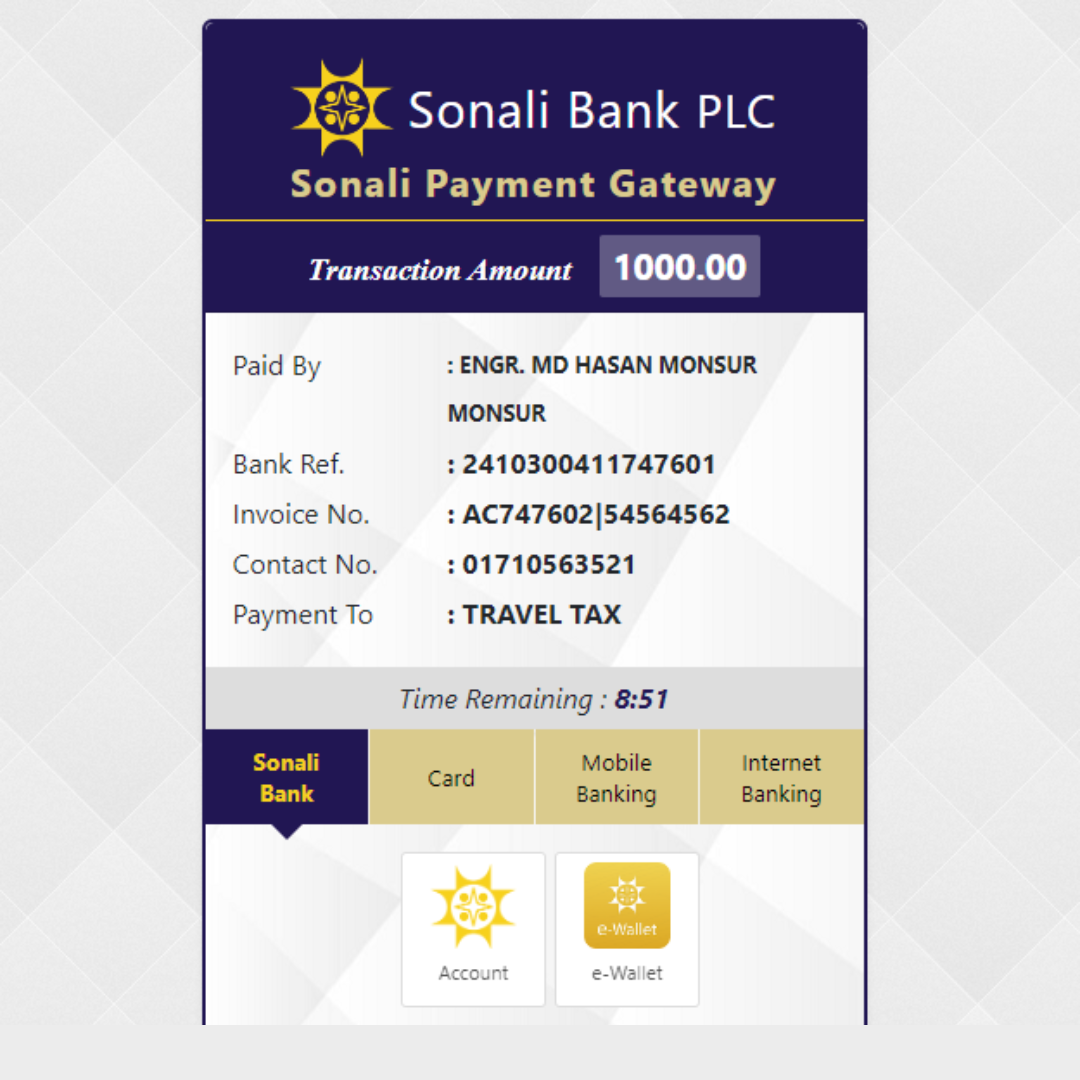 Sonali Bank PLC
Sonali Payment Gateway
Transaction Amount 1000.00
Paid By : ENGR. MD HASAN MONSUR
MONSUR
Bank Ref. : 2410300411747601
Invoice No. : AC747602|54564562
Contact No. : 01710563521
Payment To : TRAVEL TAX
Time Remaining : 8:51
Sonali
Bank
Card
Mobile
Banking
Internet
Banking
Account
e-Wallet
e-Wallet